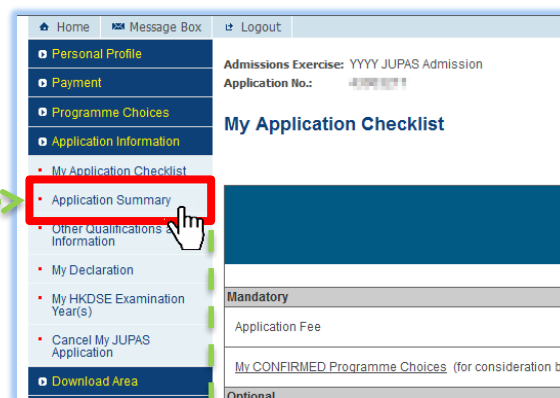 Home Message Box Logout
Personal Profile
Payment
Programme Choices
Application Information
My Application Checklist
Application Summary
Other Qualifications &
Information
My Declaration
My HKDSE Examination
Year(s)
Cancel My JUPAS
Application
Download Area
Admissions Exercise: YYYY JUPAS Admission
Application No.:
My Application Checklist
Mandatory
Application Fee
My CONFIRMED Programme Choices (for consideration b
Optional